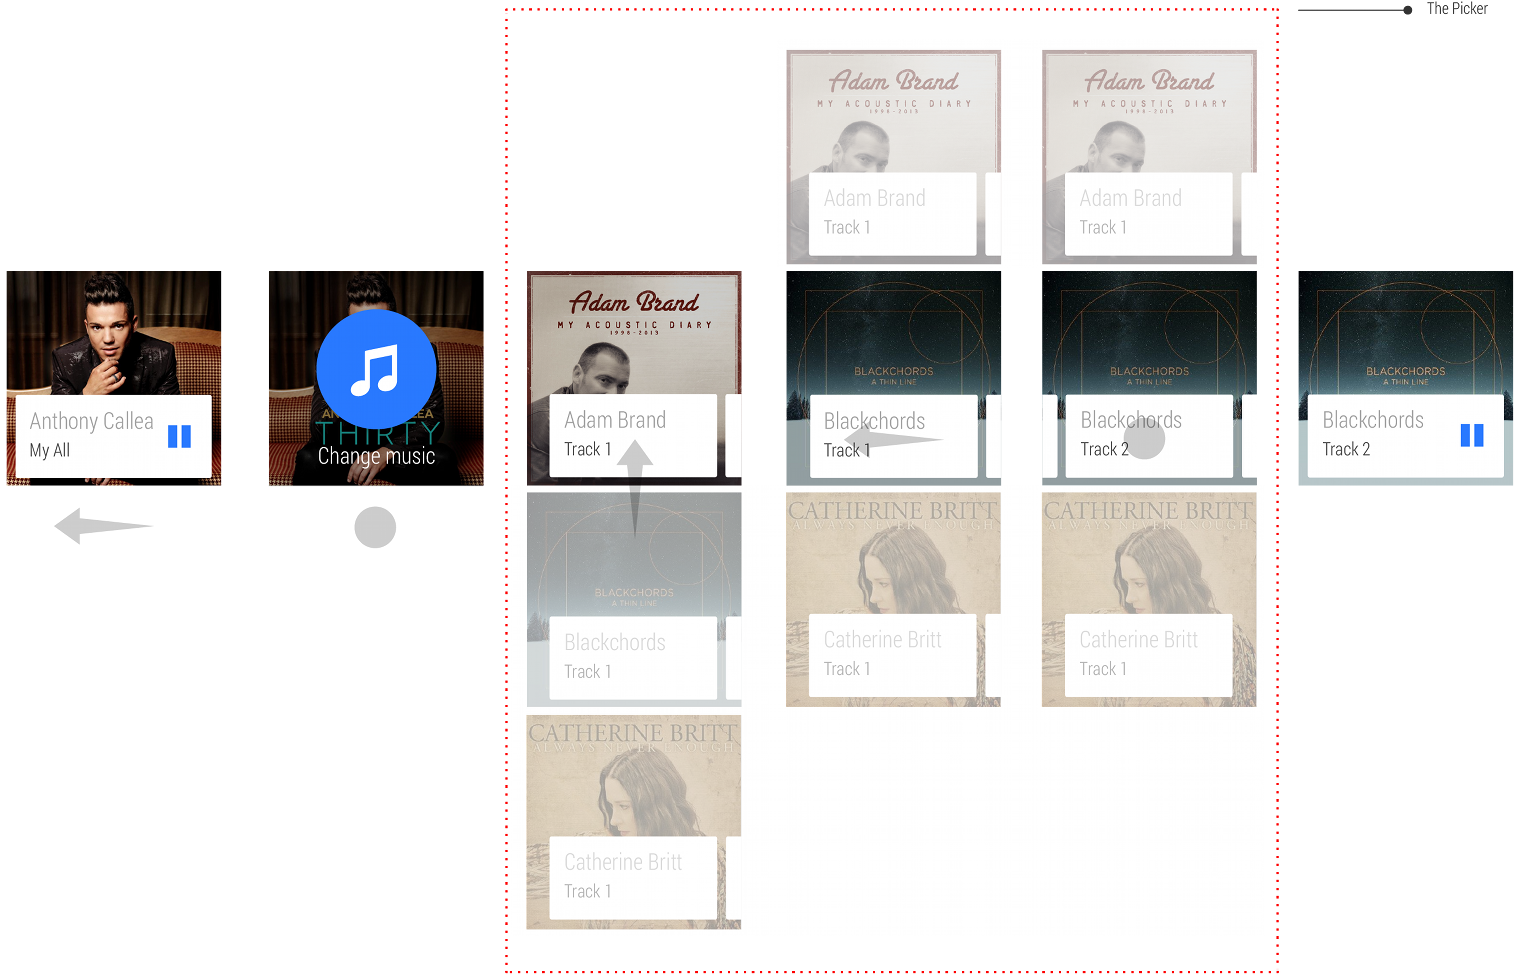 The Picker
Anthony Callea
My All
THIRTY
Change music
Adam Brand
MY ACOUSTIC DIARY
1996-2015
Adam Brand
Track 1
BLACKCHORDS
A THIN LINE
Blackchords
Track 1
CATHERINE BRITT
ALWAYS NEVER ENOUGH
Catherine Britt
Track 1
Adam Brand
MY ACOUSTIC DIARY
1996-2015
Adam Brand
Track 1
BLACKCHORDS
A THIN LINE
Blackchords
Track 1
CATHERINE BRITT
ALWAYS NEVER ENOUGH
Catherine Britt
Track 1
Adam Brand
MY ACOUSTIC DIARY
1996-2015
Adam Brand
Track 1
BLACKCHORDS
A THIN LINE
Blackchords
Track 2
CATHERINE BRITT
ALWAYS NEVER ENOUGH
Catherine Britt
Track 1
BLACKCHORDS
A THIN LINE
Blackchords
Track 2